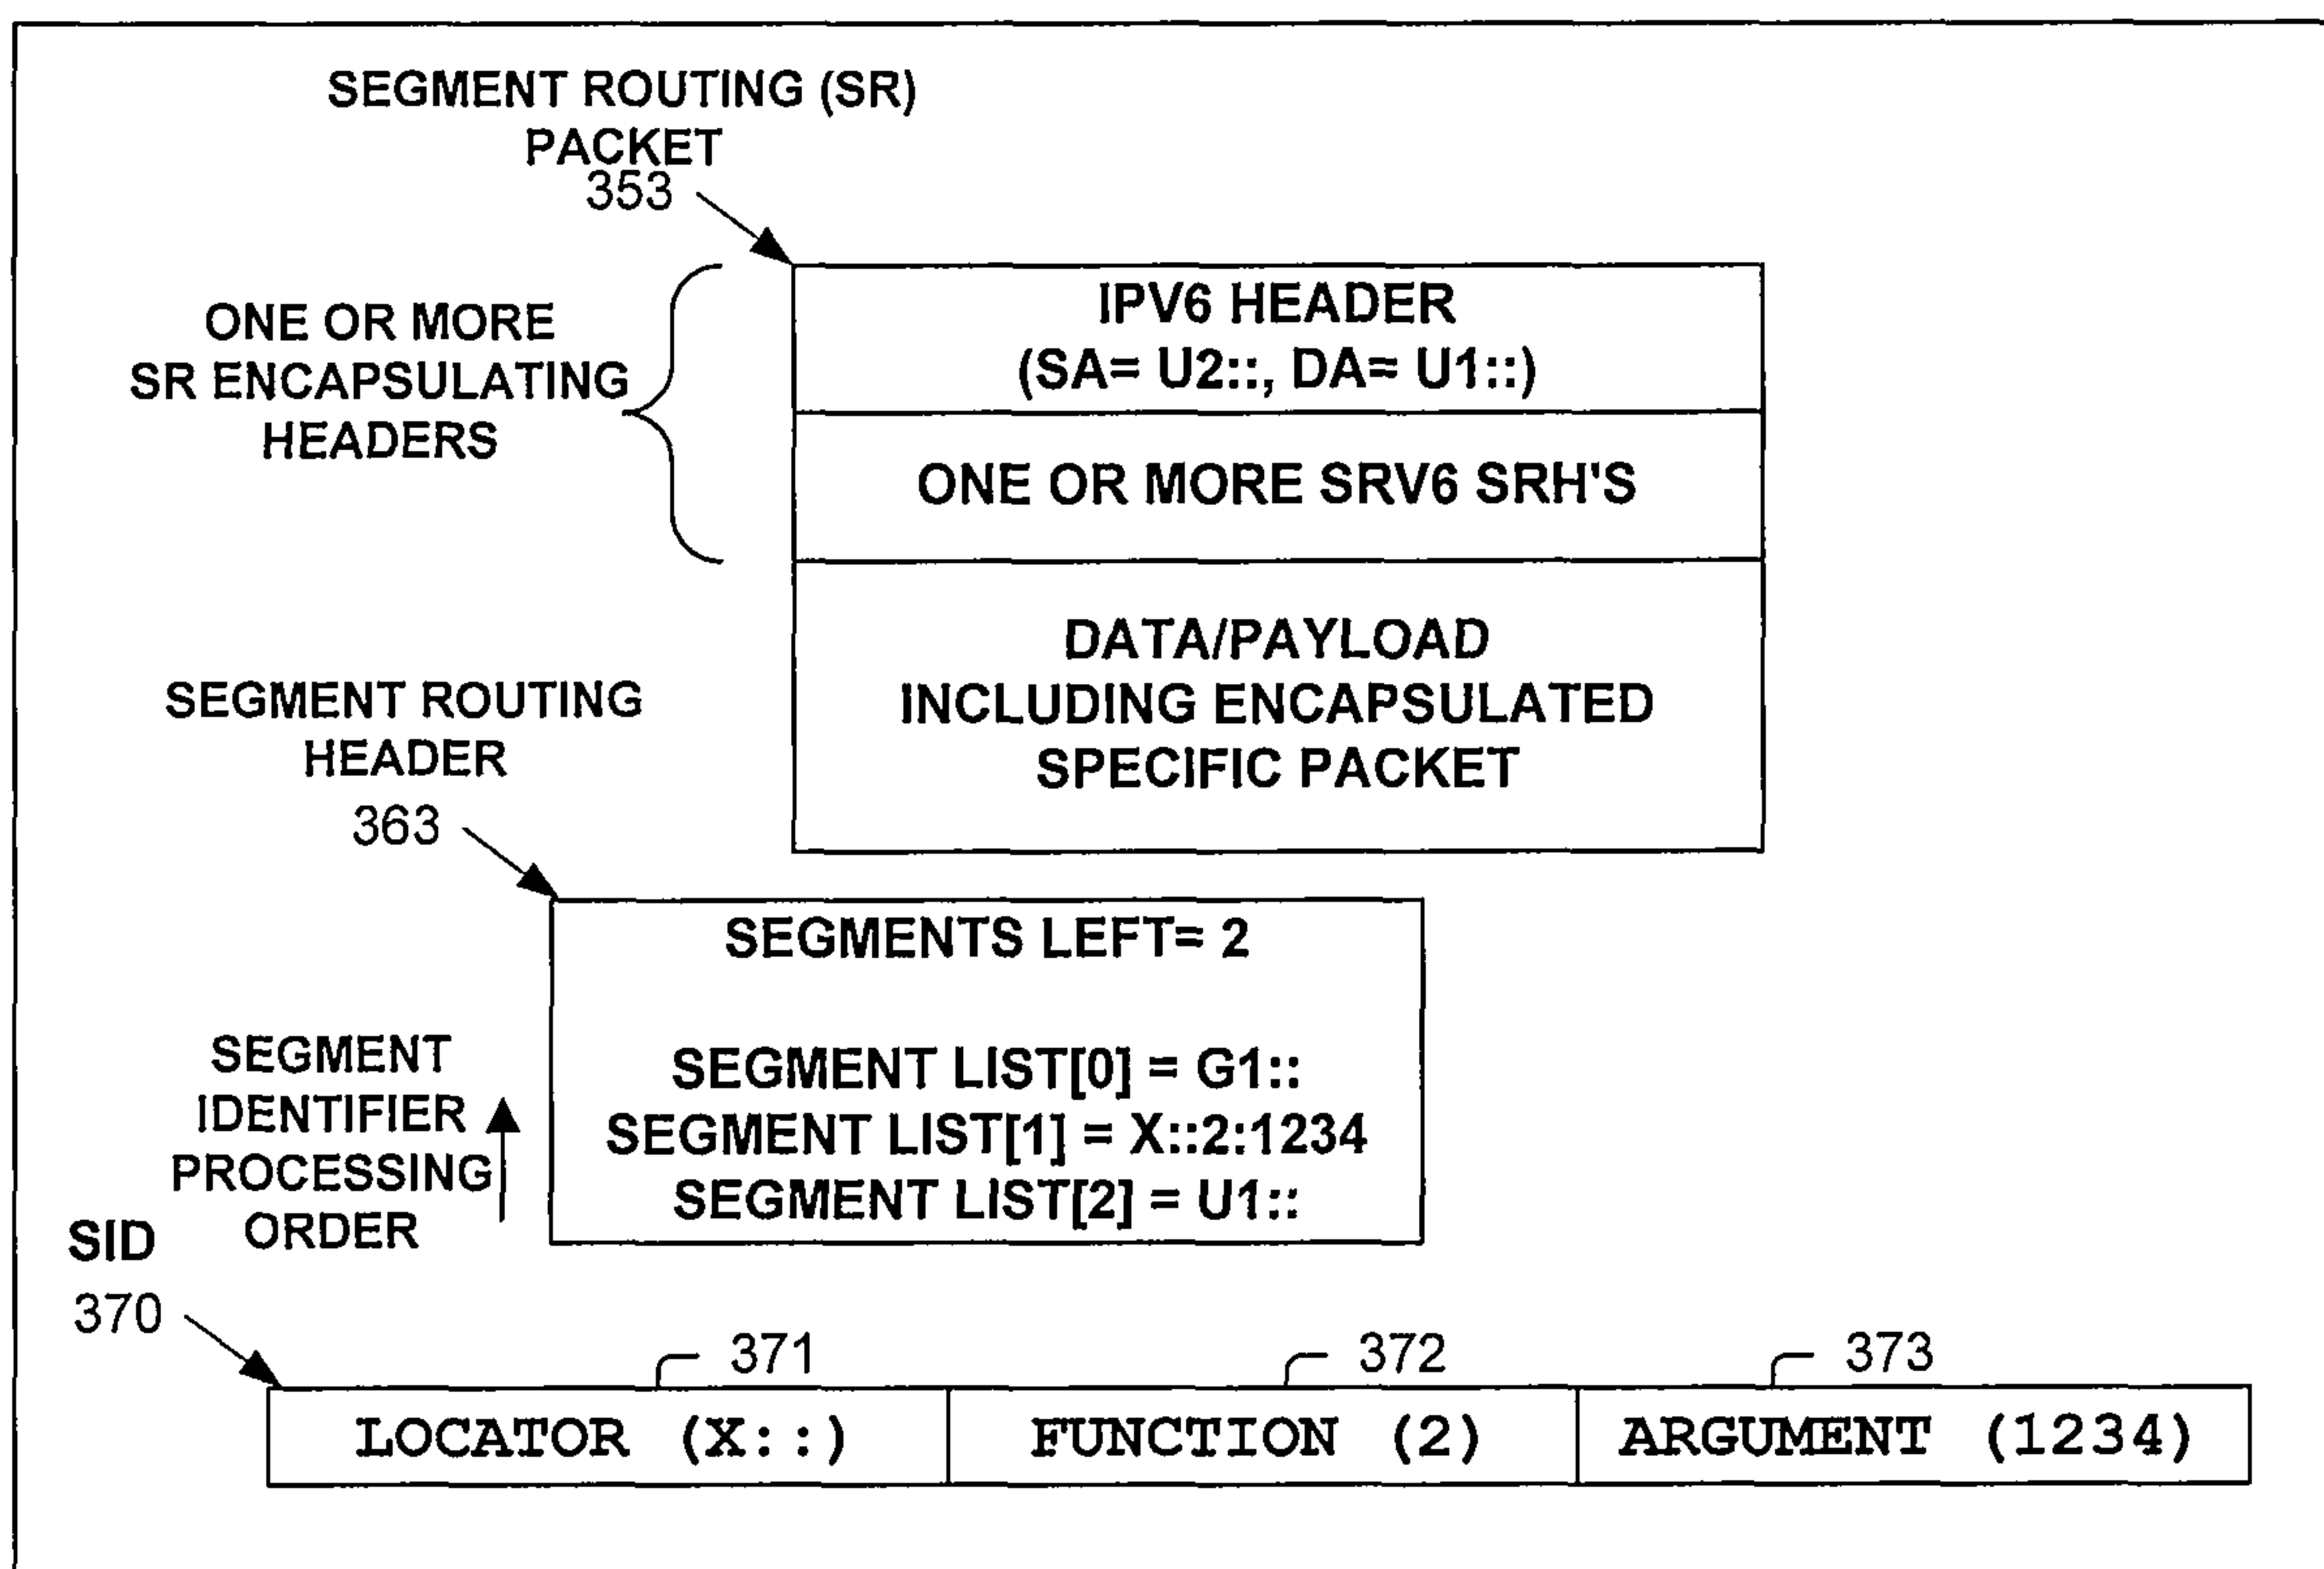 SEGMENT ROUTING (SR)
PACKET
353
ONE OR MORE
SR ENCAPSULATING
HEADERS
IPV6 HEADER
(SA= U2::, DA= U1::)
ONE OR MORE SRV6 SRH'S
DATA/PAYLOAD
INCLUDING ENCAPSULATED
SPECIFIC PACKET
SEGMENT ROUTING
HEADER
363
SEGMENTS LEFT= 2
SEGMENT LIST[0] = G1::
SEGMENT LIST[1] = X::2:1234
SEGMENT LIST[2] = U1::
SEGMENT
IDENTIFIER
PROCESSING
ORDER
SID
370
371
372
373
LOCATOR (X::)
FUNCTION (2)
ARGUMENT (1234)